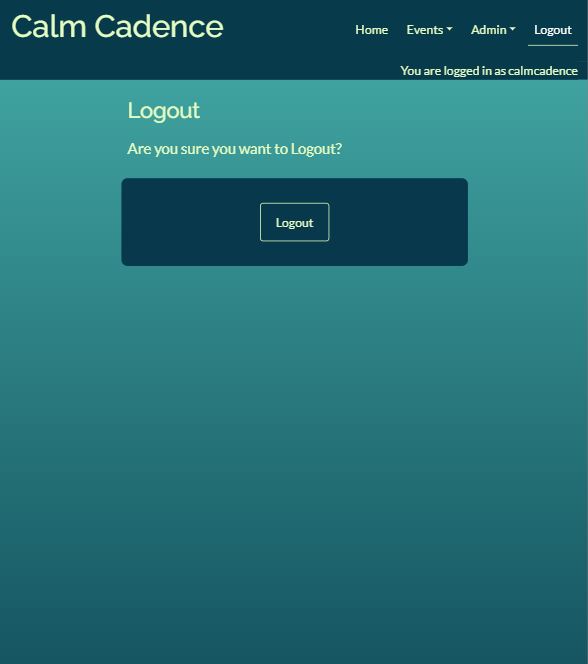 Calm Cadence
Home Events Admin Logout
You are logged in as calmcadence
Logout
Are you sure you want to Logout?
Logout